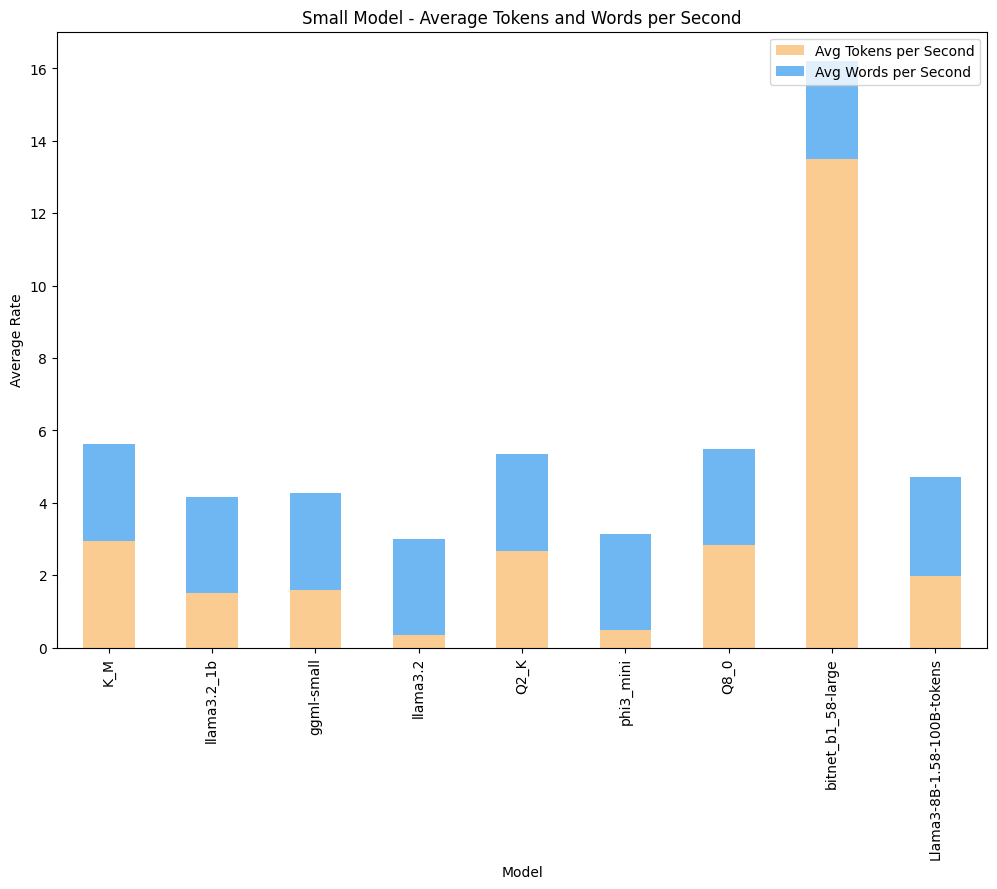 Small Model - Average Tokens and Words per Second
Avg Tokens per Second
Avg Words per Second
16
14
12
10
8
6
4
2
0
Average Rate
K_M
llama3.2_1b
ggml-small
llama3.2
Q2_K
phi3_mini
Q8_0
bitnet_b1_58-large
Llama3-8B-1.58-100B-tokens
Model